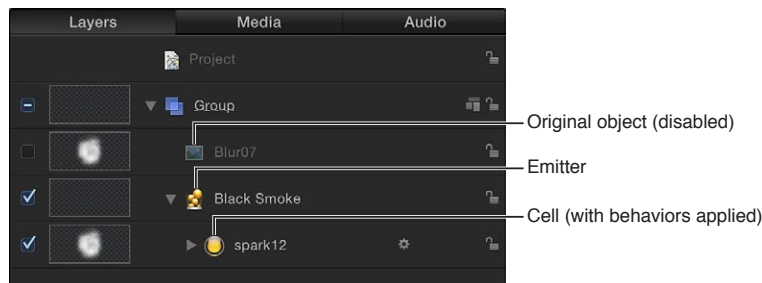 Layers Media Audio
Project
Group
Original object (disabled)
Blur07
Emitter
Black Smoke
Cell (with behaviors applied)
spark12